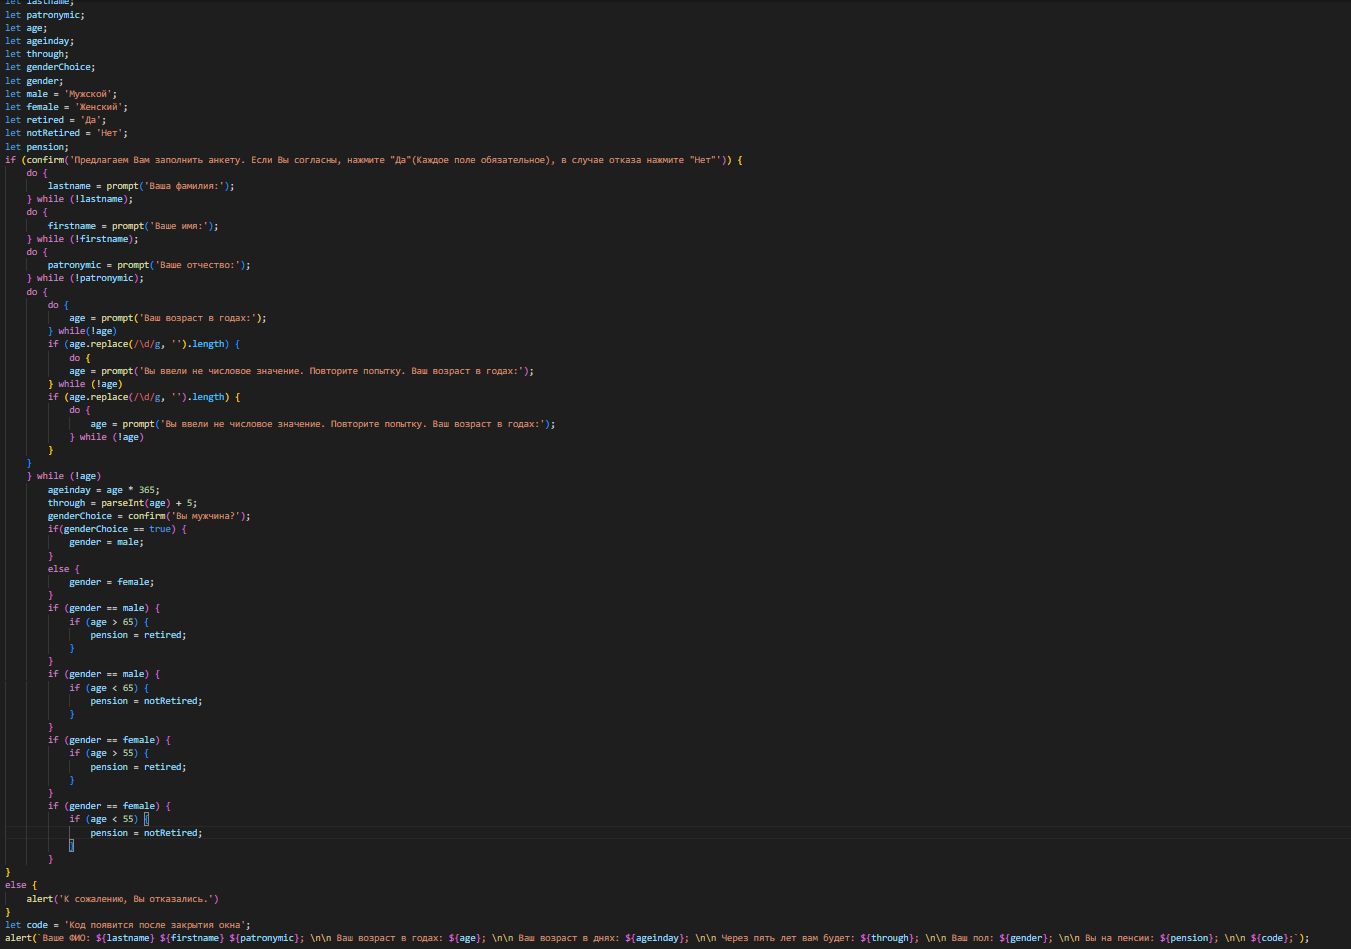 let lastname;
let patronymic;
let age;
let ageinday;
let through;
let genderChoice;
let gender;
let male = 'Мужской';
let female = 'Женский';
let retired = 'Да';
let notRetired = 'Нет';
let pension;
if (confirm('Предлагаем Вам заполнить анкету. Если Вы согласны, нажмите "Да"(Каждое поле обязательное), в случае отказа нажмите "Нет"')) {
do {
lastname = prompt('Ваша фамилия:');
} while (!lastname);
do {
firstname = prompt('Ваше имя:');
} while (!firstname);
do {
patronymic = prompt('Ваше отчество:');
} while (!patronymic);
do {
do {
age = prompt('Ваш возраст в годах:');
} while(!age)
if (age.replace(/\d/g, '').length) {
do {
age = prompt('Вы ввели не числовое значение. Повторите попытку. Ваш возраст в годах:');
} while (!age)
if (age.replace(/\d/g, '').length) {
do {
age = prompt('Вы ввели не числовое значение. Повторите попытку. Ваш возраст в годах:');
} while (!age)
}
}
} while (!age)
ageinday = age * 365;
through = parseInt(age) + 5;
genderChoice = confirm('Вы мужчина?');
if(genderChoice == true) {
gender = male;
}
else {
gender = female;
}
if (gender == male) {
if (age > 65) {
pension = retired;
}
}
if (gender == male) {
if (age < 65) {
pension = notRetired;
}
}
if (gender == female) {
if (age > 55) {
pension = retired;
}
}
if (gender == female) {
if (age < 55) {
pension = notRetired;
}
}
}
else {
alert('К сожалению, Вы отказались.')
}
let code = 'Код появится после закрытия окна';
alert(`Ваше ФИО: ${lastname} ${firstname} ${patronymic}; \n\n Ваш возраст в годах: ${age}; \n\n Ваш возраст в днях: ${ageinday}; \n\n Через пять лет вам будет: ${through}; \n\n Ваш пол: ${gender}; \n\n Вы на пенсии: ${pension}; \n\n ${code};`);